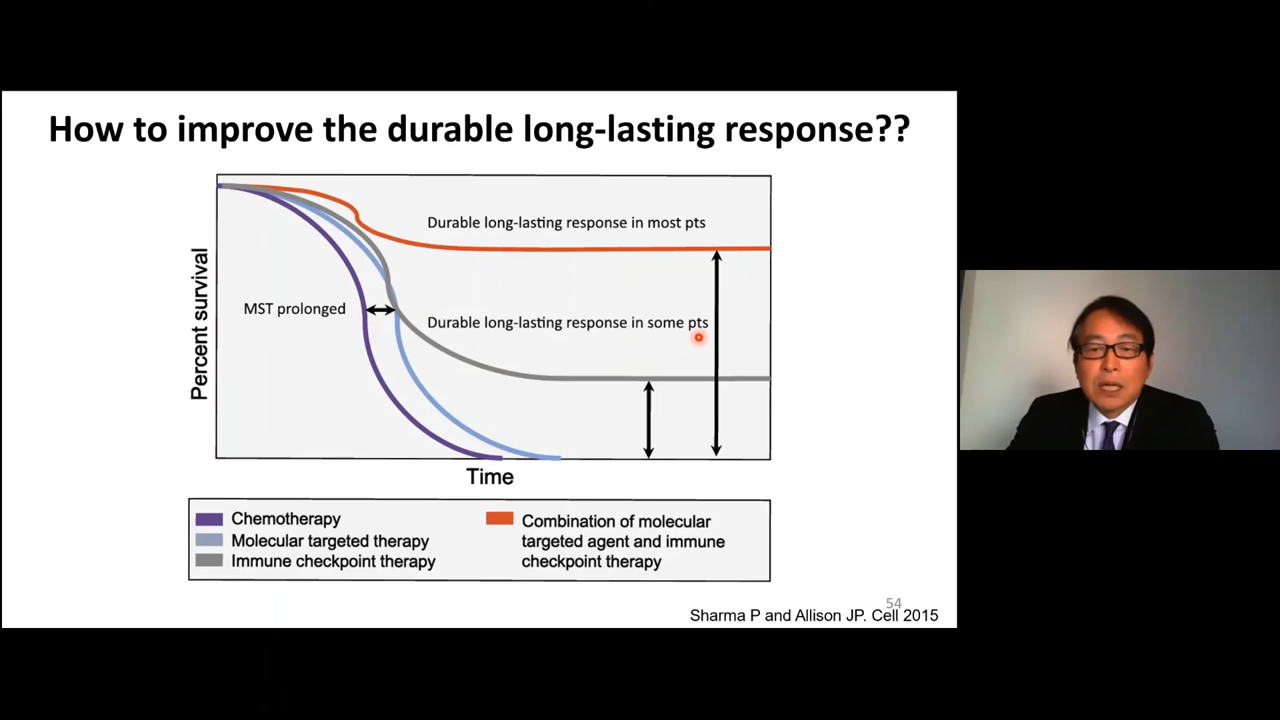 How to improve the durable long-lasting response??
Durable long-lasting response in most pts
MST prolonged
Durable long-lasting response in some pts
Percent survival
Time
Chemotherapy
Molecular targeted therapy
Immune checkpoint therapy
Combination of molecular
targeted agent and immune
checkpoint therapy
54
Sharma P and Allison JP. Cell 2015